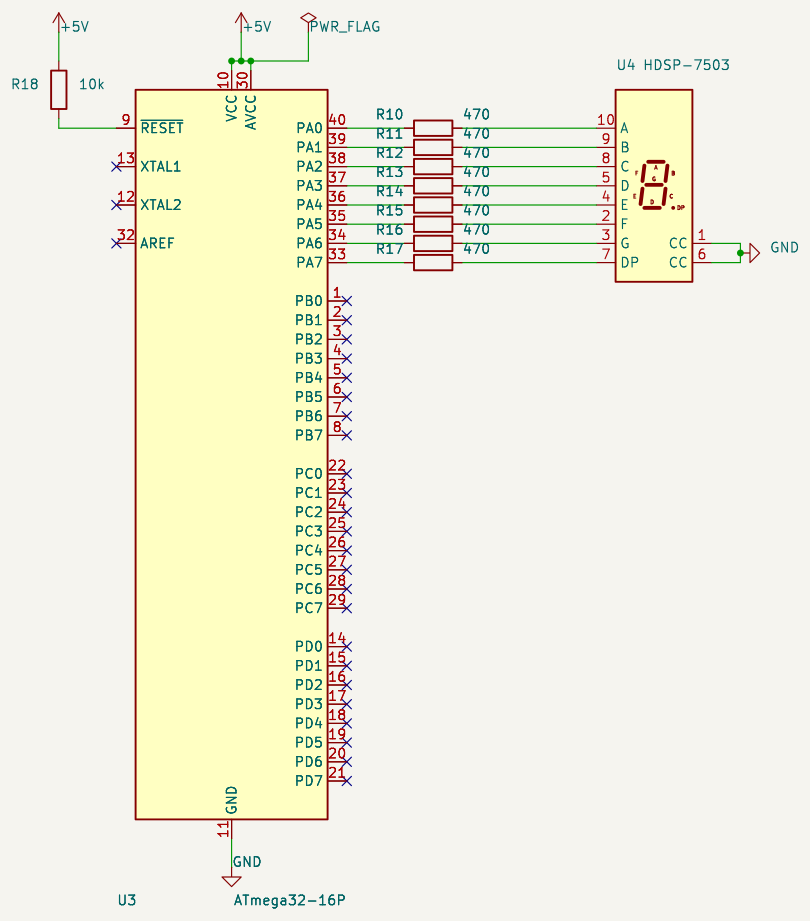 +5V
+5V
PWR_FLAG
R18 10k
U4 HDSP-7503
10 VCC
30 AVCC
9 RESET
13 XTAL1
12 XTAL2
32 AREF
PA0 40 R10 470 10 A
PA1 39 R11 470 9 B
PA2 38 R12 470 8 C
PA3 37 R13 470 5 D
PA4 36 R14 470 4 E
PA5 35 R15 470 2 F
PA6 34 R16 470 3 G
PA7 33 R17 470 7 DP
A
F B
G
E C
D DP
CC 1
CC 6
GND
PB0 1
PB1 2
PB2 3
PB3 4
PB4 5
PB5 6
PB6 7
PB7 8
PC0 22
PC1 23
PC2 24
PC3 25
PC4 26
PC5 27
PC6 28
PC7 29
PD0 14
PD1 15
PD2 16
PD3 17
PD4 18
PD5 19
PD6 20
PD7 21
GND
11
GND
U3 ATmega32-16P